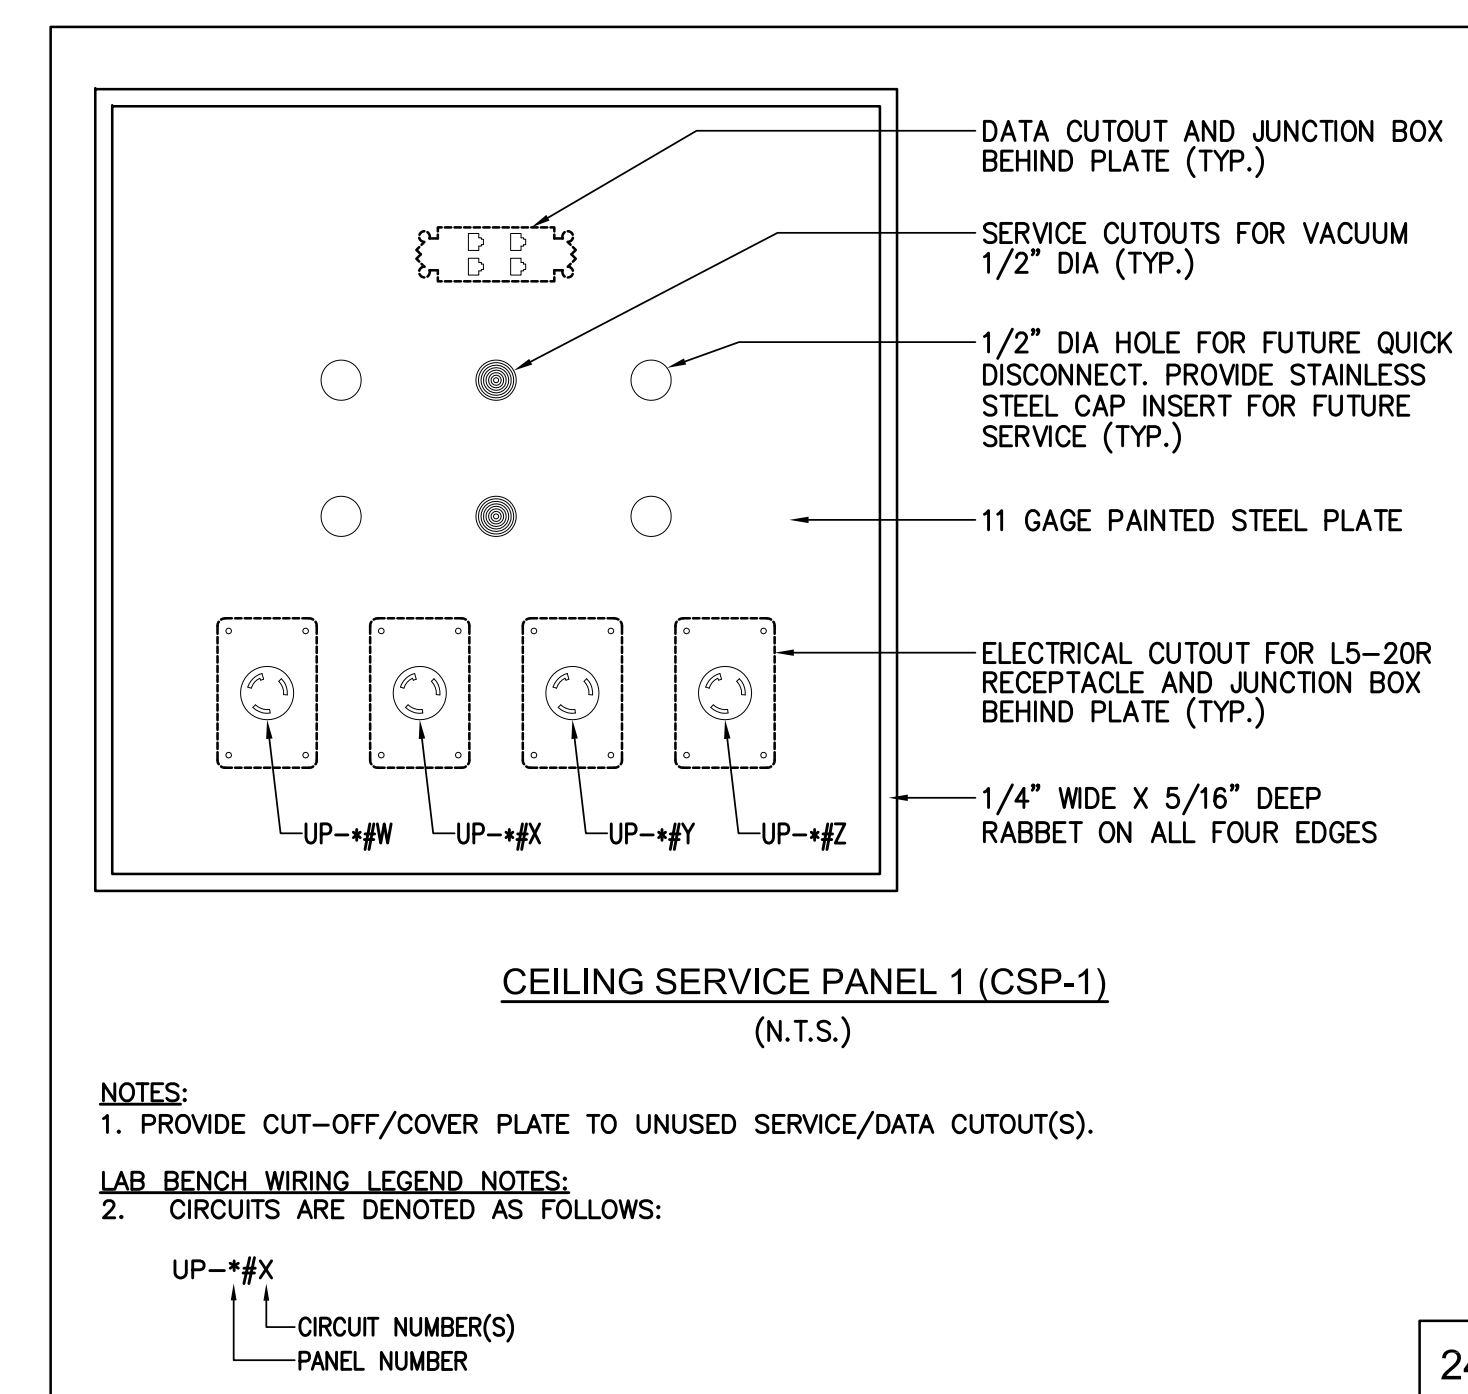 DATA CUTOUT AND JUNCTION BOX
BEHIND PLATE (TYP.)
SERVICE CUTOUTS FOR VACUUM
1/2" DIA (TYP.)
1/2" DIA HOLE FOR FUTURE QUICK
DISCONNECT. PROVIDE STAINLESS
STEEL CAP INSERT FOR FUTURE
SERVICE (TYP.)
11 GAGE PAINTED STEEL PLATE
ELECTRICAL CUTOUT FOR L5-20R
RECEPTACLE AND JUNCTION BOX
BEHIND PLATE (TYP.)
1/4" WIDE X 5/16" DEEP
RABBET ON ALL FOUR EDGES
UP-*#W UP-*#X UP-*#Y UP-*#Z
CEILING SERVICE PANEL 1 (CSP-1)
(N.T.S.)
NOTES:
1. PROVIDE CUT-OFF/COVER PLATE TO UNUSED SERVICE/DATA CUTOUT(S).
LAB BENCH WIRING LEGEND NOTES:
2. CIRCUITS ARE DENOTED AS FOLLOWS:
UP-*#X
CIRCUIT NUMBER(S)
PANEL NUMBER